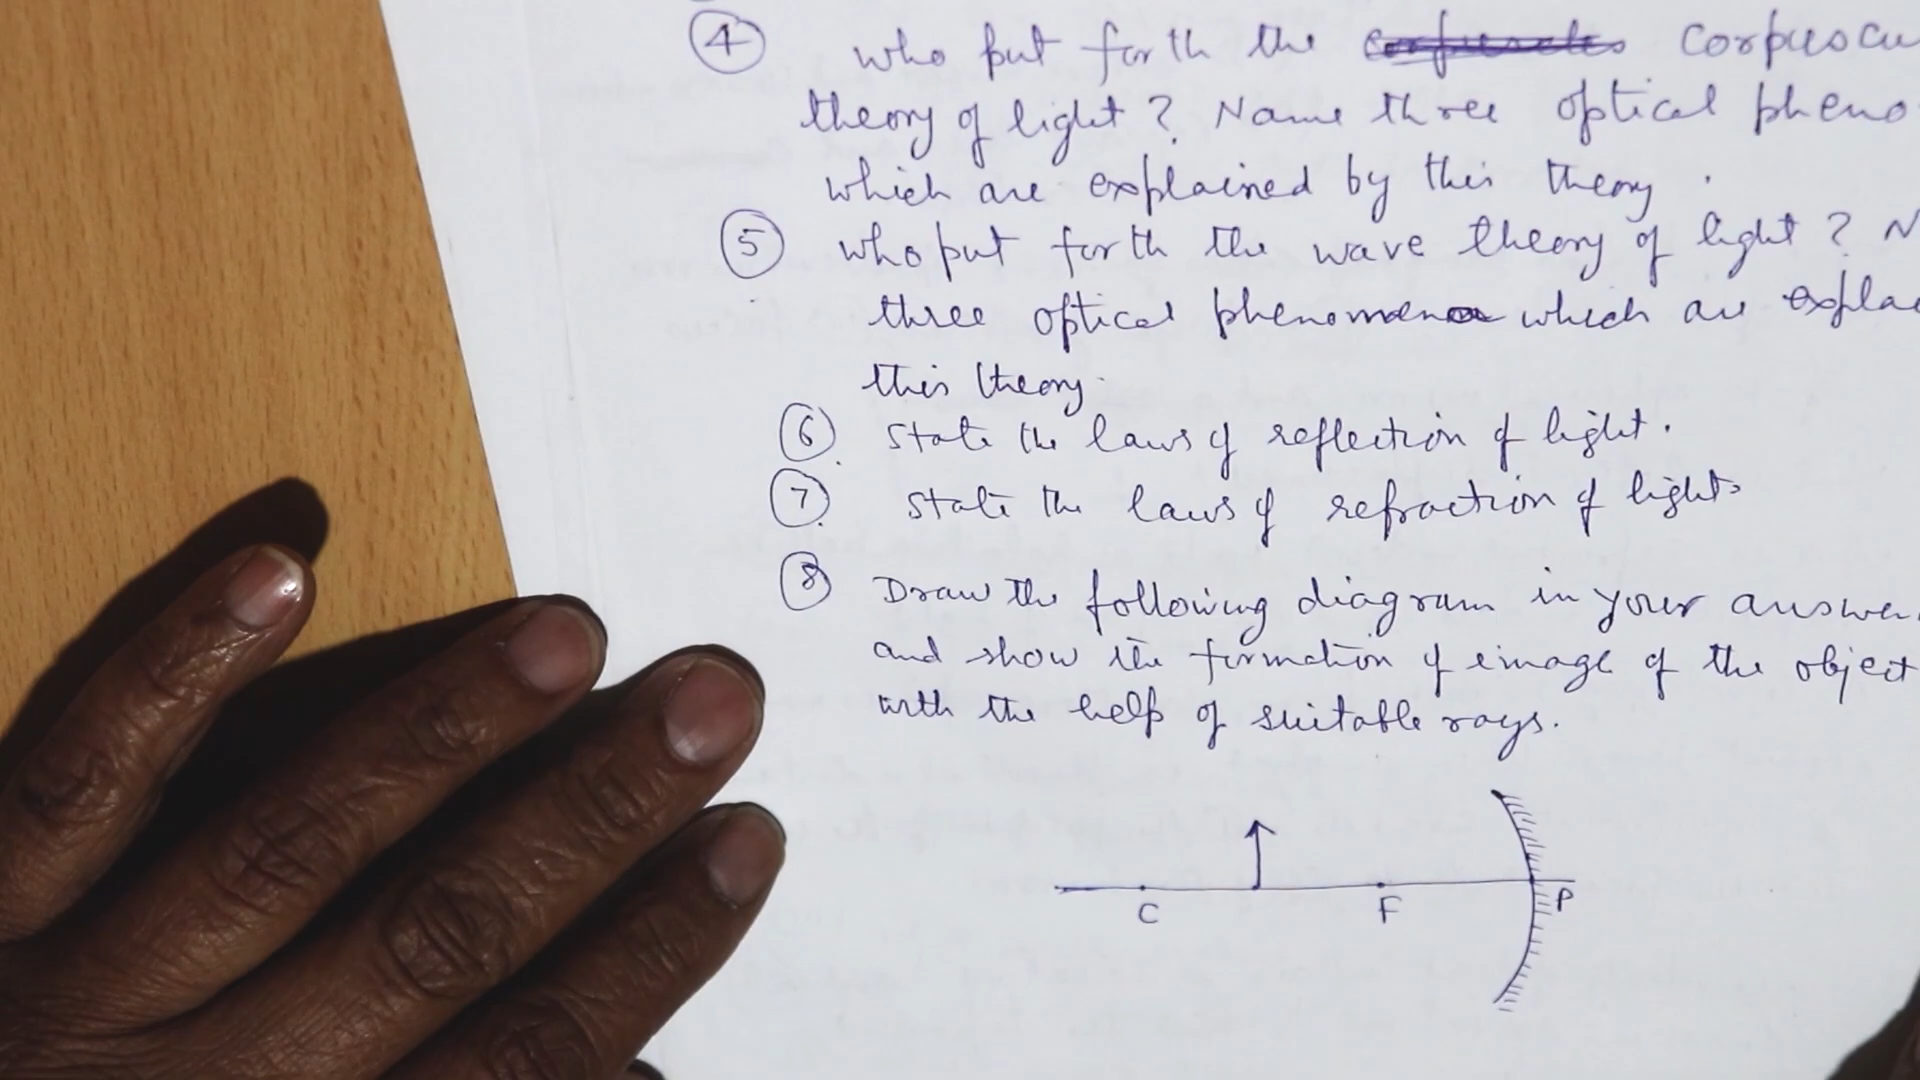 4 who put forth the corpuscu
theory of light? Name three optical pheno
which are explained by this theory.
5 who put forth the wave theory of light? N
three optical phenomena which are expla
this theory.
6 state the laws of reflection of light.
7 state the laws of refraction of light.
8 Draw the following diagram in your answer
and show the formation of image of the object
with the help of suitable rays.
C F P